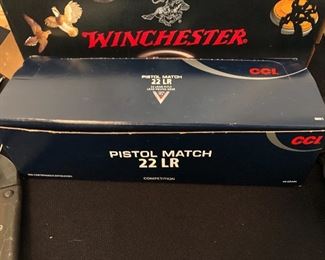 WINCHESTER
PISTOL MATCH
22 LR
CCI
PISTOL MATCH
22 LR
CCI
COMPETITION